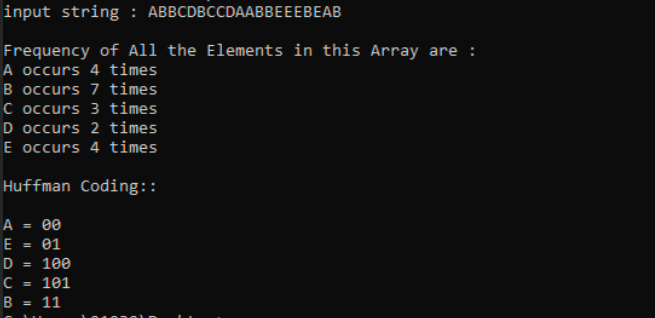 input string : ABBCDBCCDAABBEEEBEAB
Frequency of All the Elements in this Array are :
A occurs 4 times
B occurs 7 times
C occurs 3 times
D occurs 2 times
E occurs 4 times
Huffman Coding::
A = 00
E = 01
D = 100
C = 101
B = 11